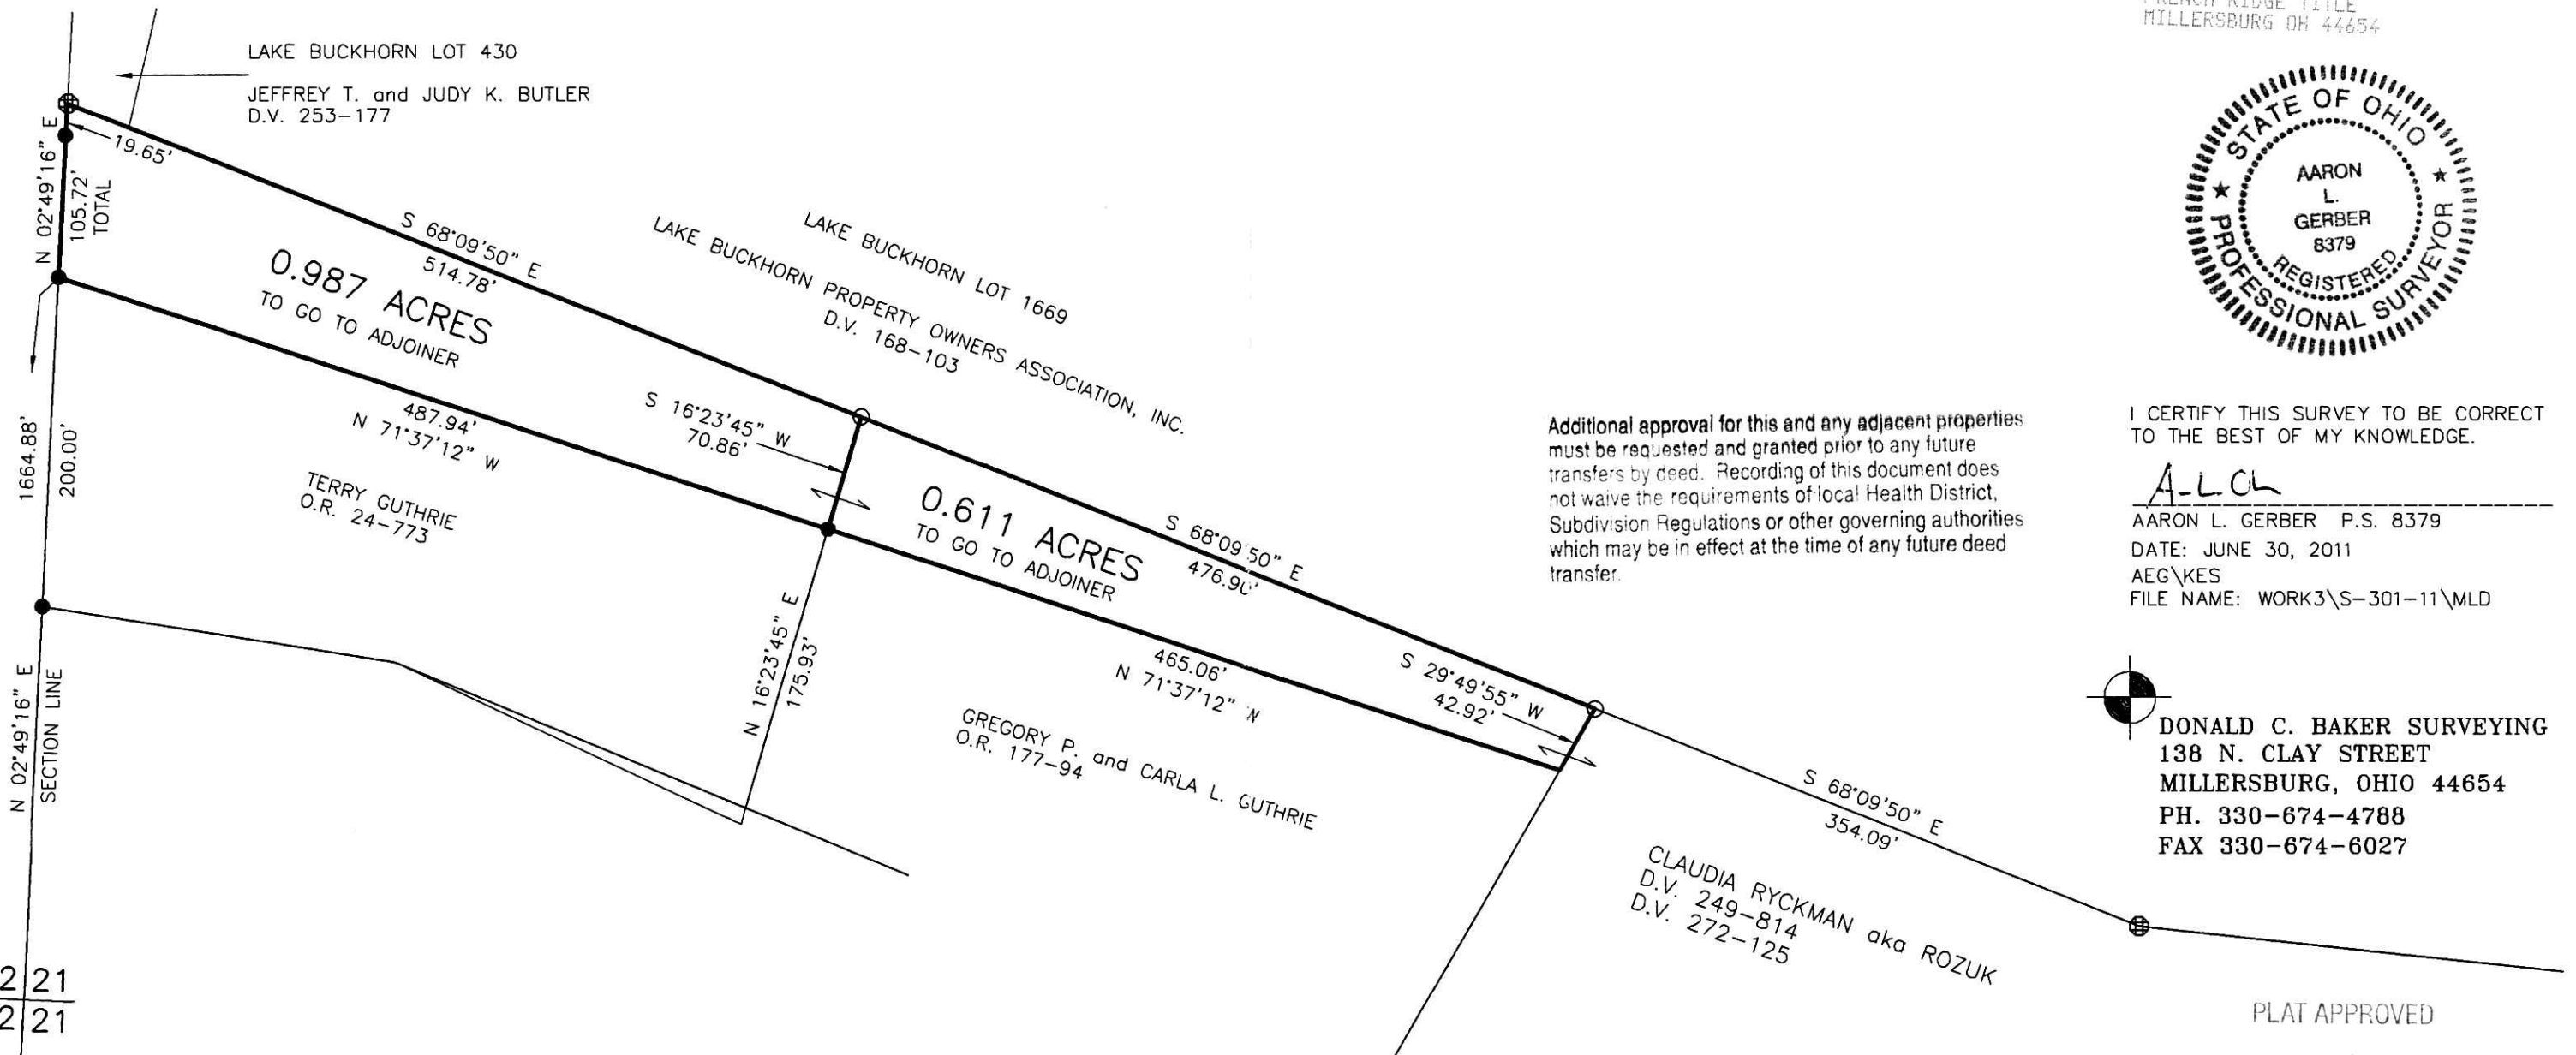 FRENCH RIDGE TITLE
MILLERSBURG OH 44654
LAKE BUCKHORN LOT 430
JEFFREY T. and JUDY K. BUTLER
D.V. 253-177
19.65'
N 02°49'16" E
105.72'
TOTAL
S 68°09'50" E
514.78'
0.987 ACRES
TO GO TO ADJOINER
LAKE BUCKHORN LOT 1669
LAKE BUCKHORN PROPERTY OWNERS ASSOCIATION, INC.
D.V. 168-103
487.94'
N 71°37'12" W
S 16°23'45" W
70.86'
TERRY GUTHRIE
O.R. 24-773
1664.88'
200.00'
0.611 ACRES
TO GO TO ADJOINER
S 68°09'50" E
476.90'
N 16°23'45" E
175.93'
465.06'
N 71°37'12" W
S 29°49'55" W
42.92'
GREGORY P. and CARLA L. GUTHRIE
O.R. 177-94
N 02°49'16" E
SECTION LINE
S 68°09'50" E
354.09'
CLAUDIA RYCKMAN aka ROZUK
D.V. 249-814
D.V. 272-125
2 21
2 21
STATE OF OHIO
AARON
L.
GERBER
8379
REGISTERED
PROFESSIONAL SURVEYOR
Additional approval for this and any adjacent properties
must be requested and granted prior to any future
transfers by deed. Recording of this document does
not waive the requirements of local Health District,
Subdivision Regulations or other governing authorities
which may be in effect at the time of any future deed
transfer.
I CERTIFY THIS SURVEY TO BE CORRECT
TO THE BEST OF MY KNOWLEDGE.
AARON L. GERBER P.S. 8379
DATE: JUNE 30, 2011
AEG\KES
FILE NAME: WORK3\S-301-11\MLD
DONALD C. BAKER SURVEYING
138 N. CLAY STREET
MILLERSBURG, OHIO 44654
PH. 330-674-4788
FAX 330-674-6027
PLAT APPROVED